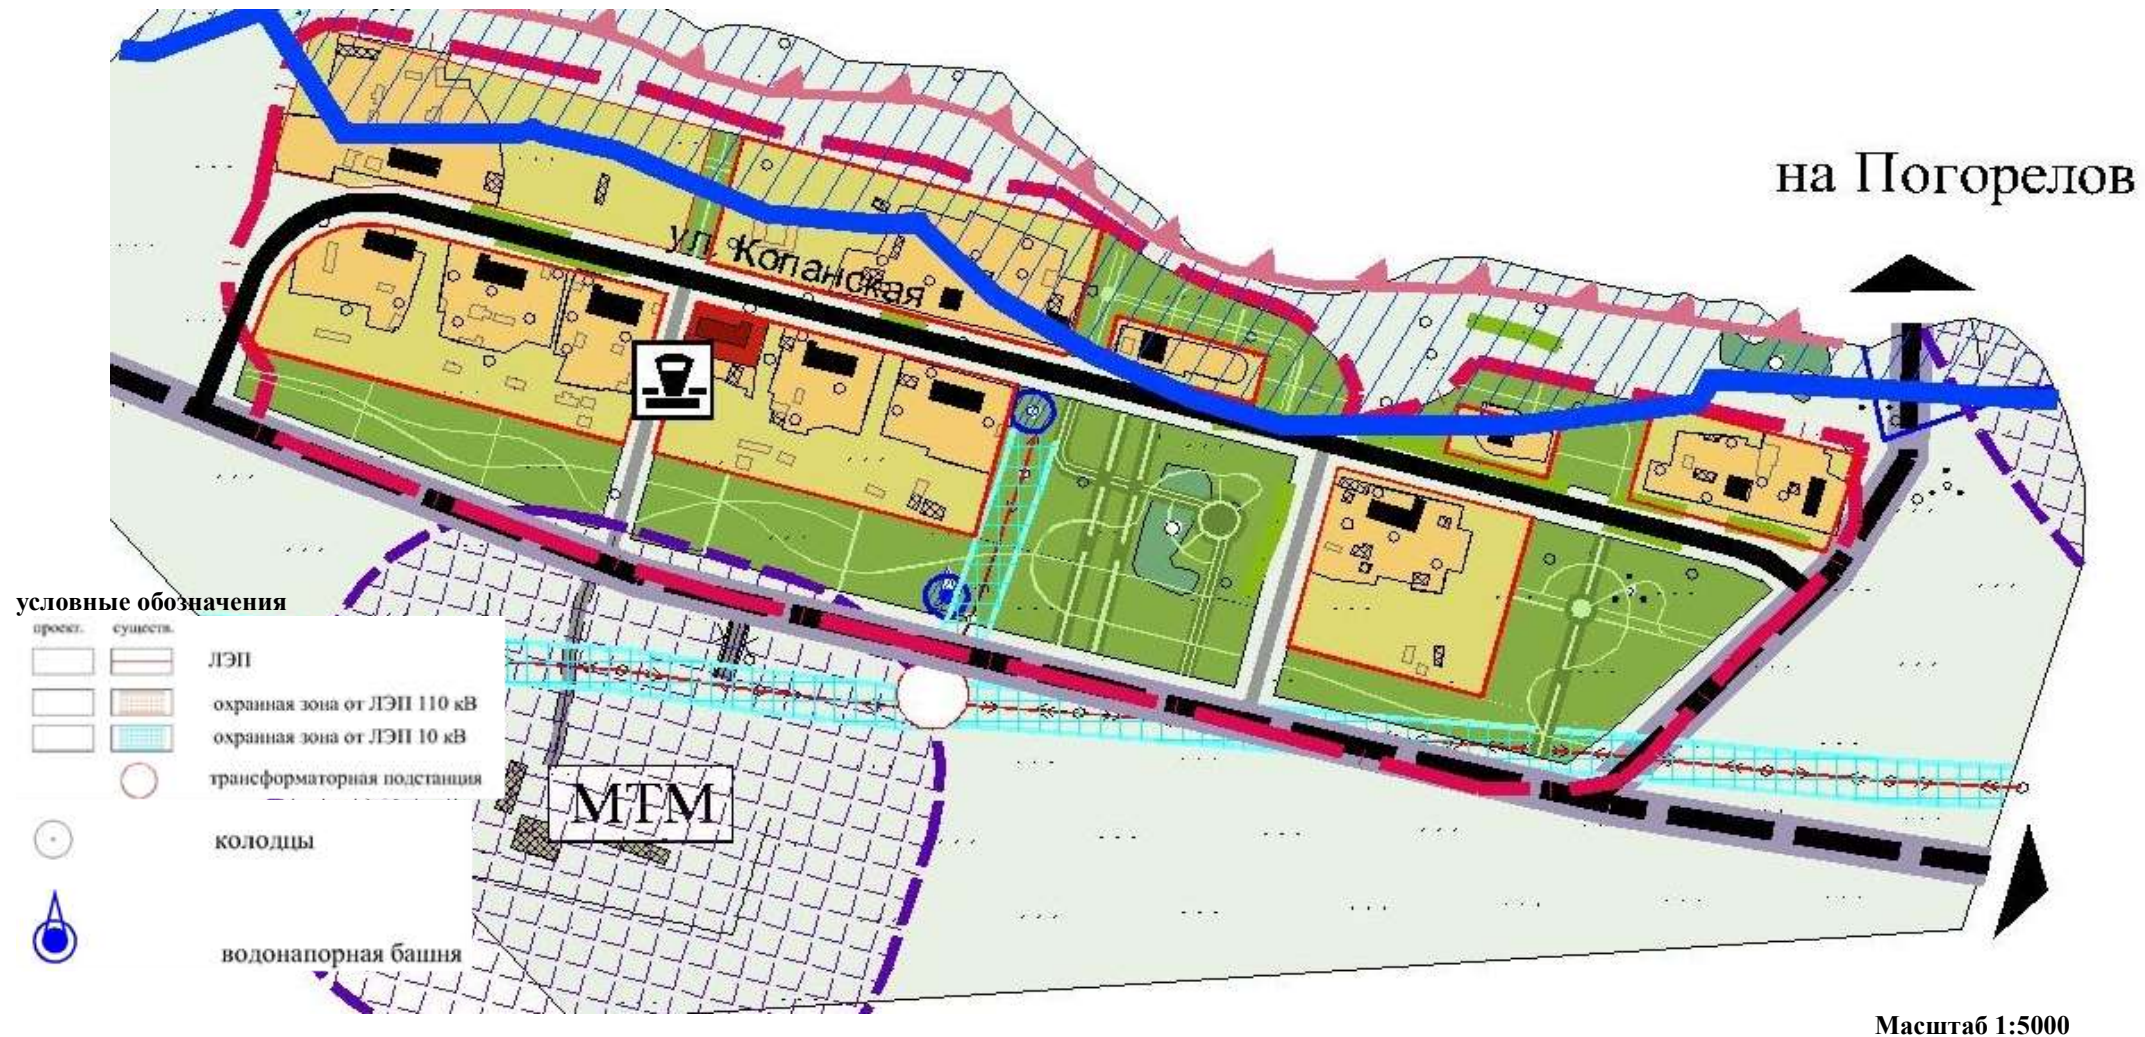 на Погорелов
ул. Копанская
условные обозначения
проект. существ.
ЛЭП
охранная зона от ЛЭП 110 кВ
охранная зона от ЛЭП 10 кВ
трансформаторная подстанция
МТМ
колодцы
водонапорная башня
Масштаб 1:5000